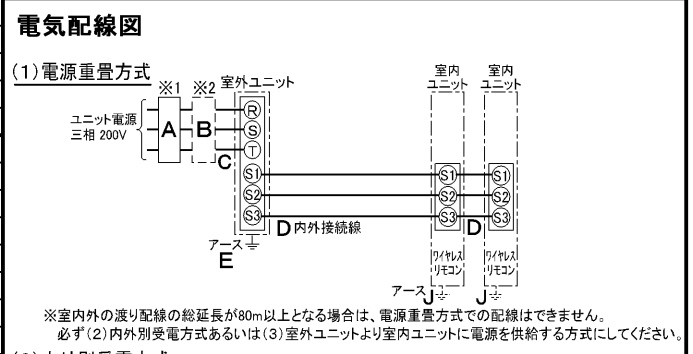 電気配線図
(1)電源重畳方式
※1 ※2 室外ユニット 室内ユニット 室内ユニット
ユニット電源
三相 200V
A B C
R
S
T
S1 S1 S1
S2 S2 S2
S3 S3 S3
D 内外接続線 D
アース
E
ワイヤレスリモコン ワイヤレスリモコン
アース J J
※室内外の渡り配線の総延長が80m以上となる場合は、電源重畳方式での配線はできません。
必ず(2)内外別受電方式あるいは(3)室外ユニットより室内ユニットに電源を供給する方式にしてください。